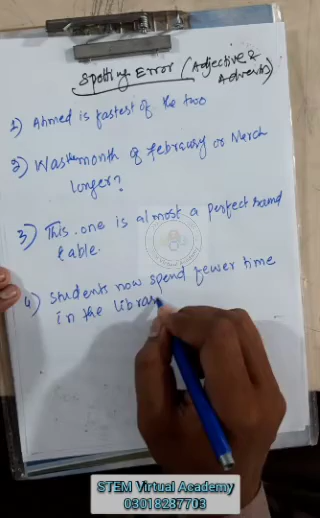 Spotting Error (Adjective &
Adverbs)
1) Ahmed is fastest of the two
2) Was the month of february or March
longer?
3) This one is almost a perfect round
table.
4) Students now spend fewer time
in the library
STEM Virtual Academy
03018287703